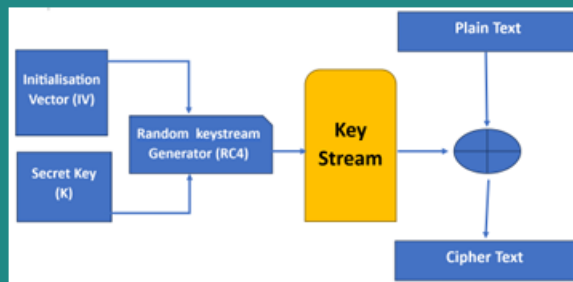 Initialisation
Vector (IV)
Secret Key
(K)
Random keystream
Generator (RC4)
Key
Stream
Plain Text
Cipher Text